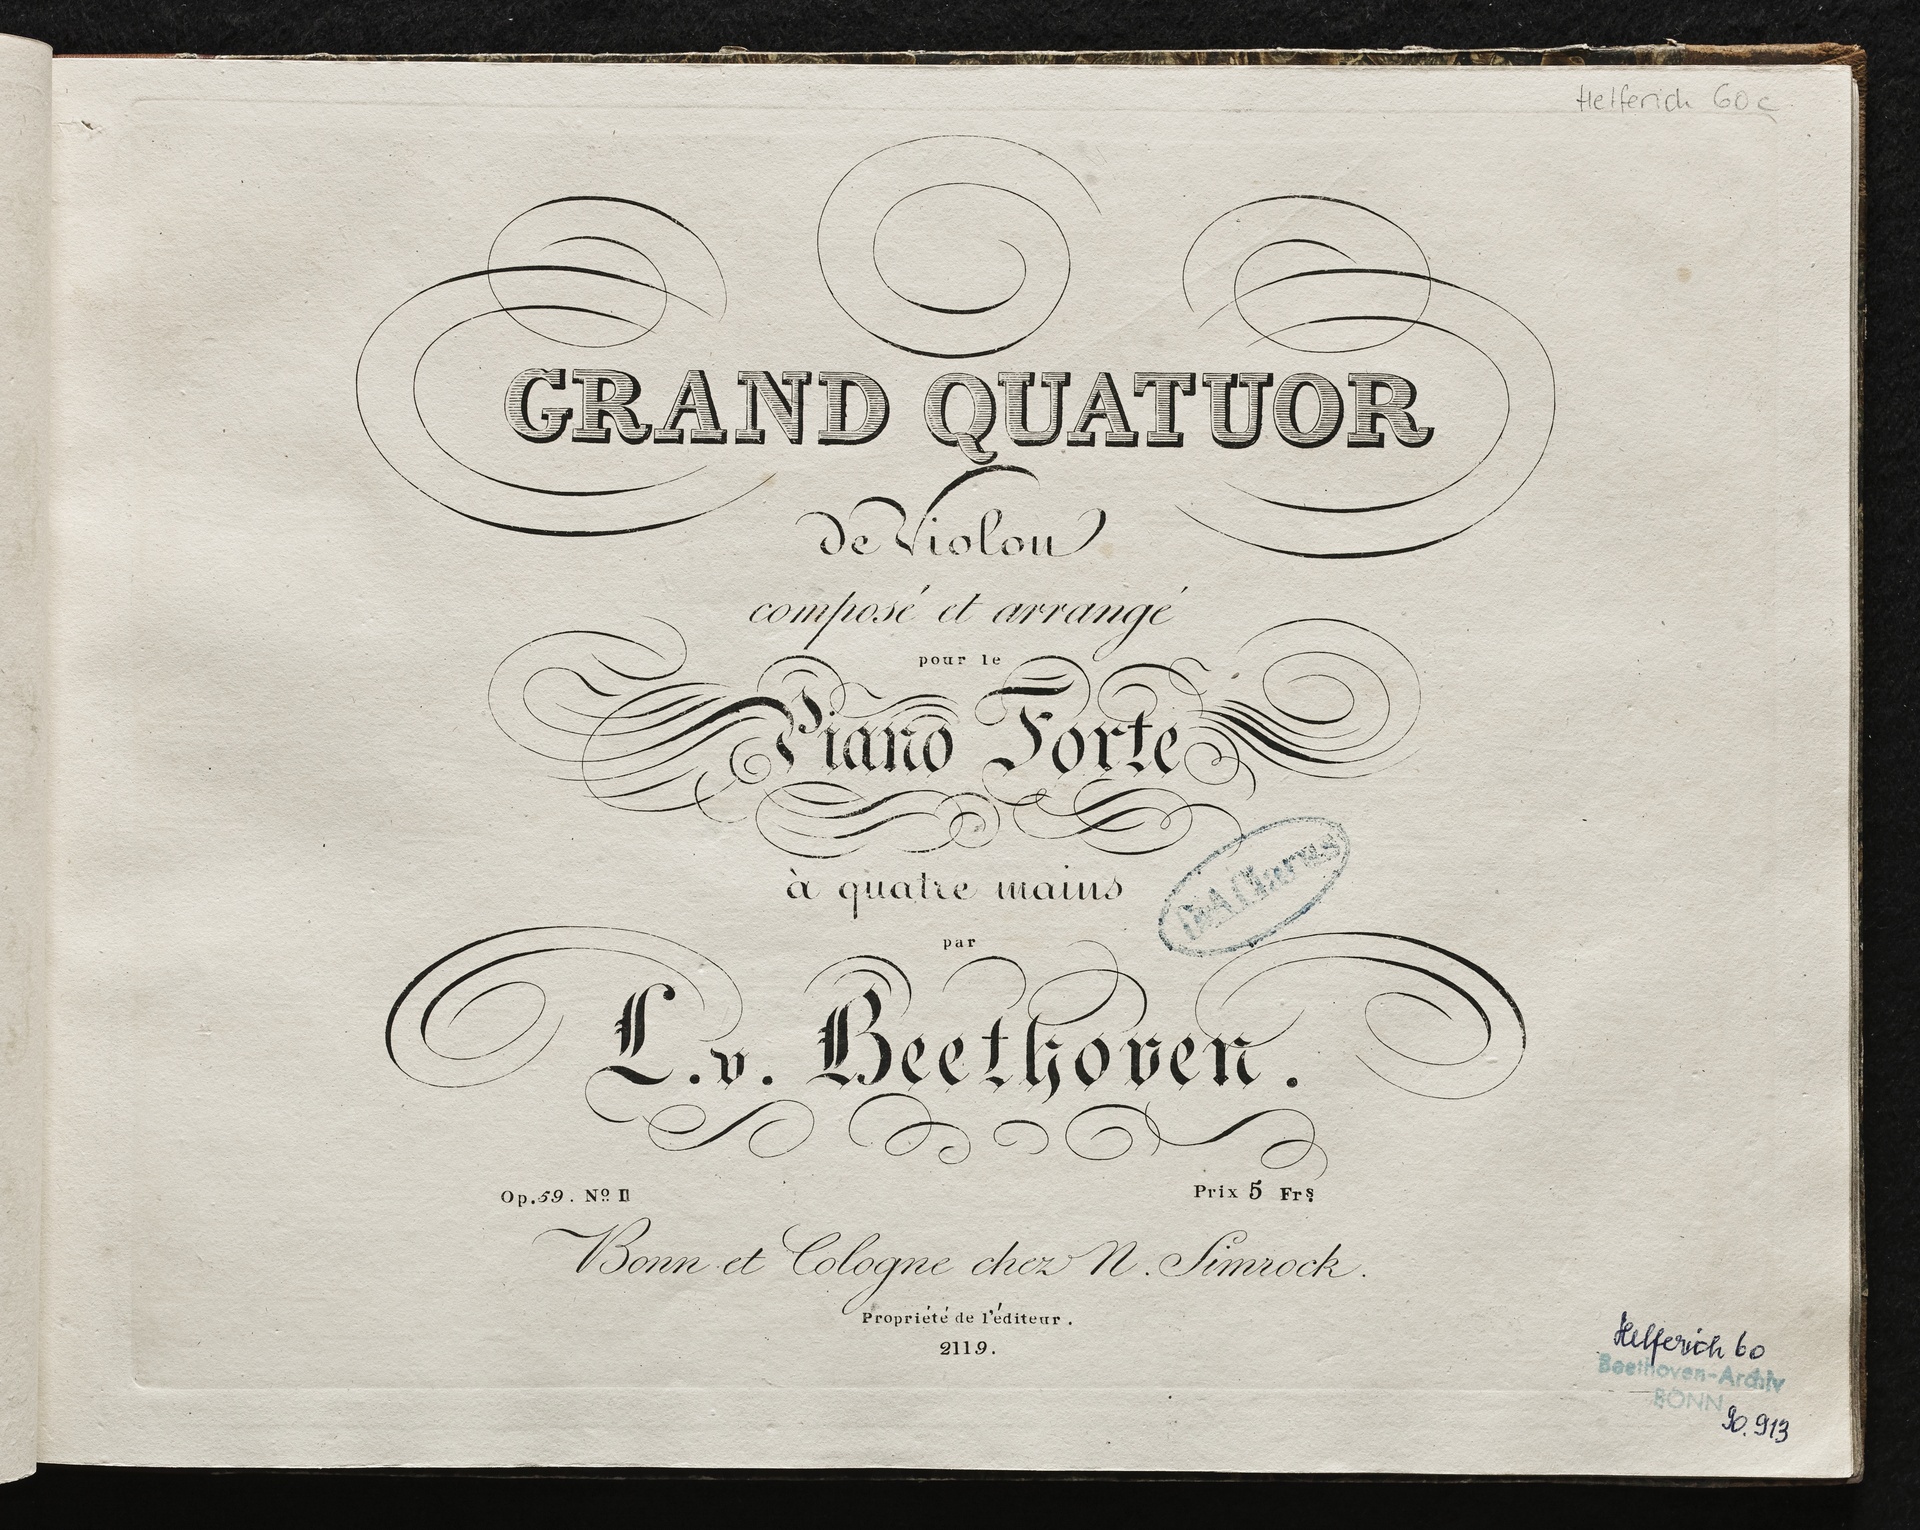 Helferich 60 c
GRAND QUATUOR
de Violon
composé et arrangé
pour le
Piano Forte
à quatre mains
par
L. v. Beethoven.
Op. 59. No. II
Prix 5 Frs.
Bonn et Cologne chez N. Simrock.
Propriété de l'éditeur.
2119.
Helferich 60
Beethoven-Archiv
BONN
90.913